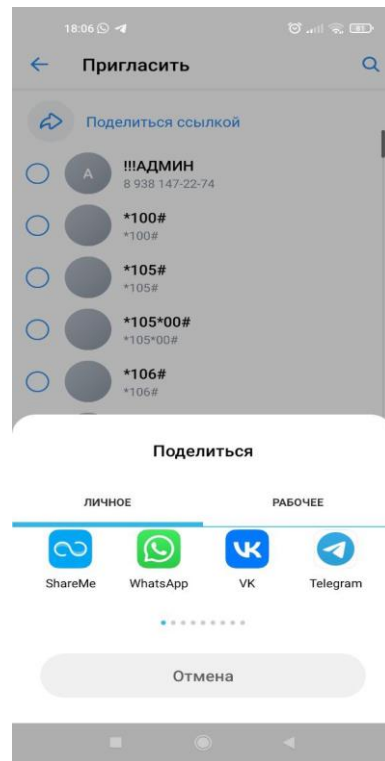 18:06
81
Пригласить
Поделиться ссылкой
А
!!!АДМИН
8 938 147-22-74
*100#
*100#
*105#
*105#
*105*00#
*105*00#
*106#
*106#
Поделиться
ЛИЧНОЕ РАБОЧЕЕ
ShareMe WhatsApp VK Telegram
Отмена